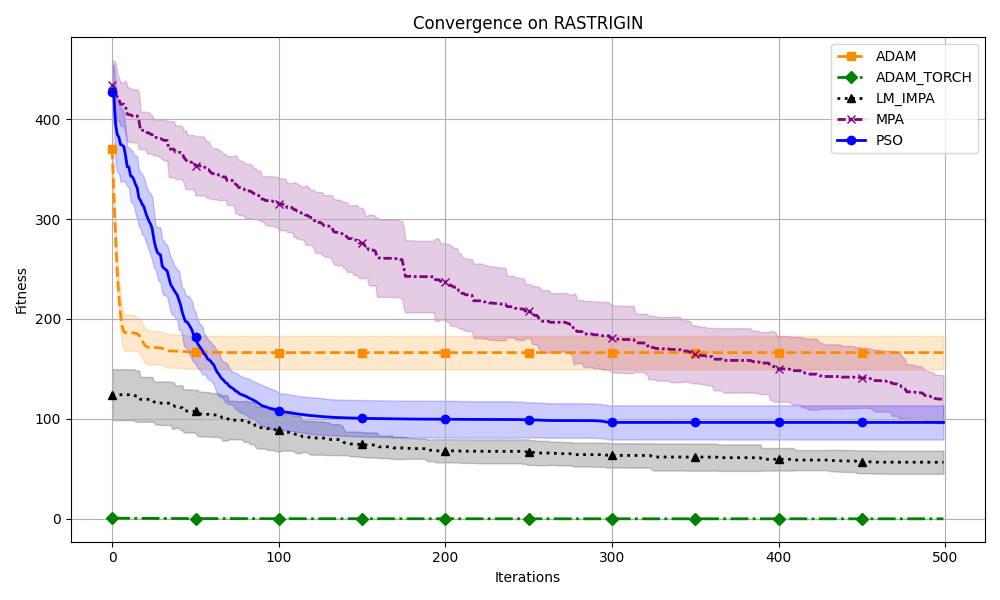 Convergence on RASTRIGIN
Fitness
400
300
200
100
0
ADAM
ADAM_TORCH
LM_IMPA
MPA
PSO
0 100 200 300 400 500
Iterations